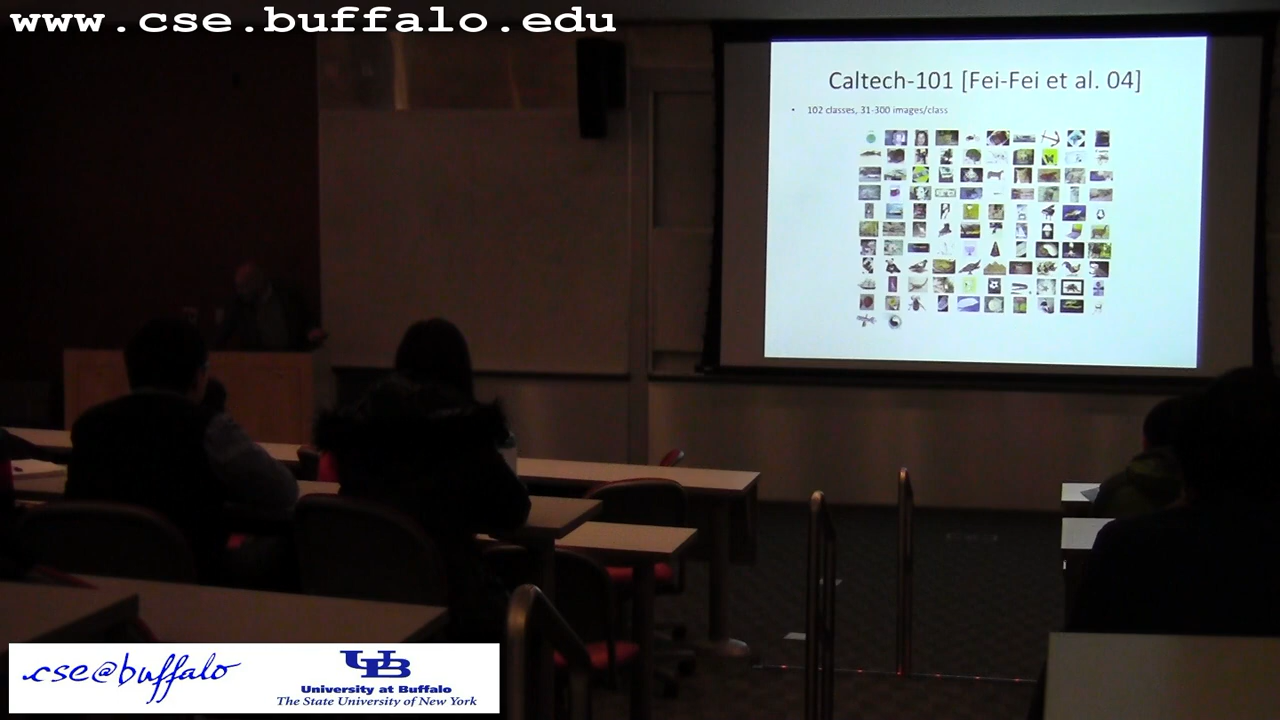 www.cse.buffalo.edu
Caltech-101 [Fei-Fei et al. 04]
• 102 classes, 31-300 images/class
cse@buffalo
UB
University at Buffalo
The State University of New York